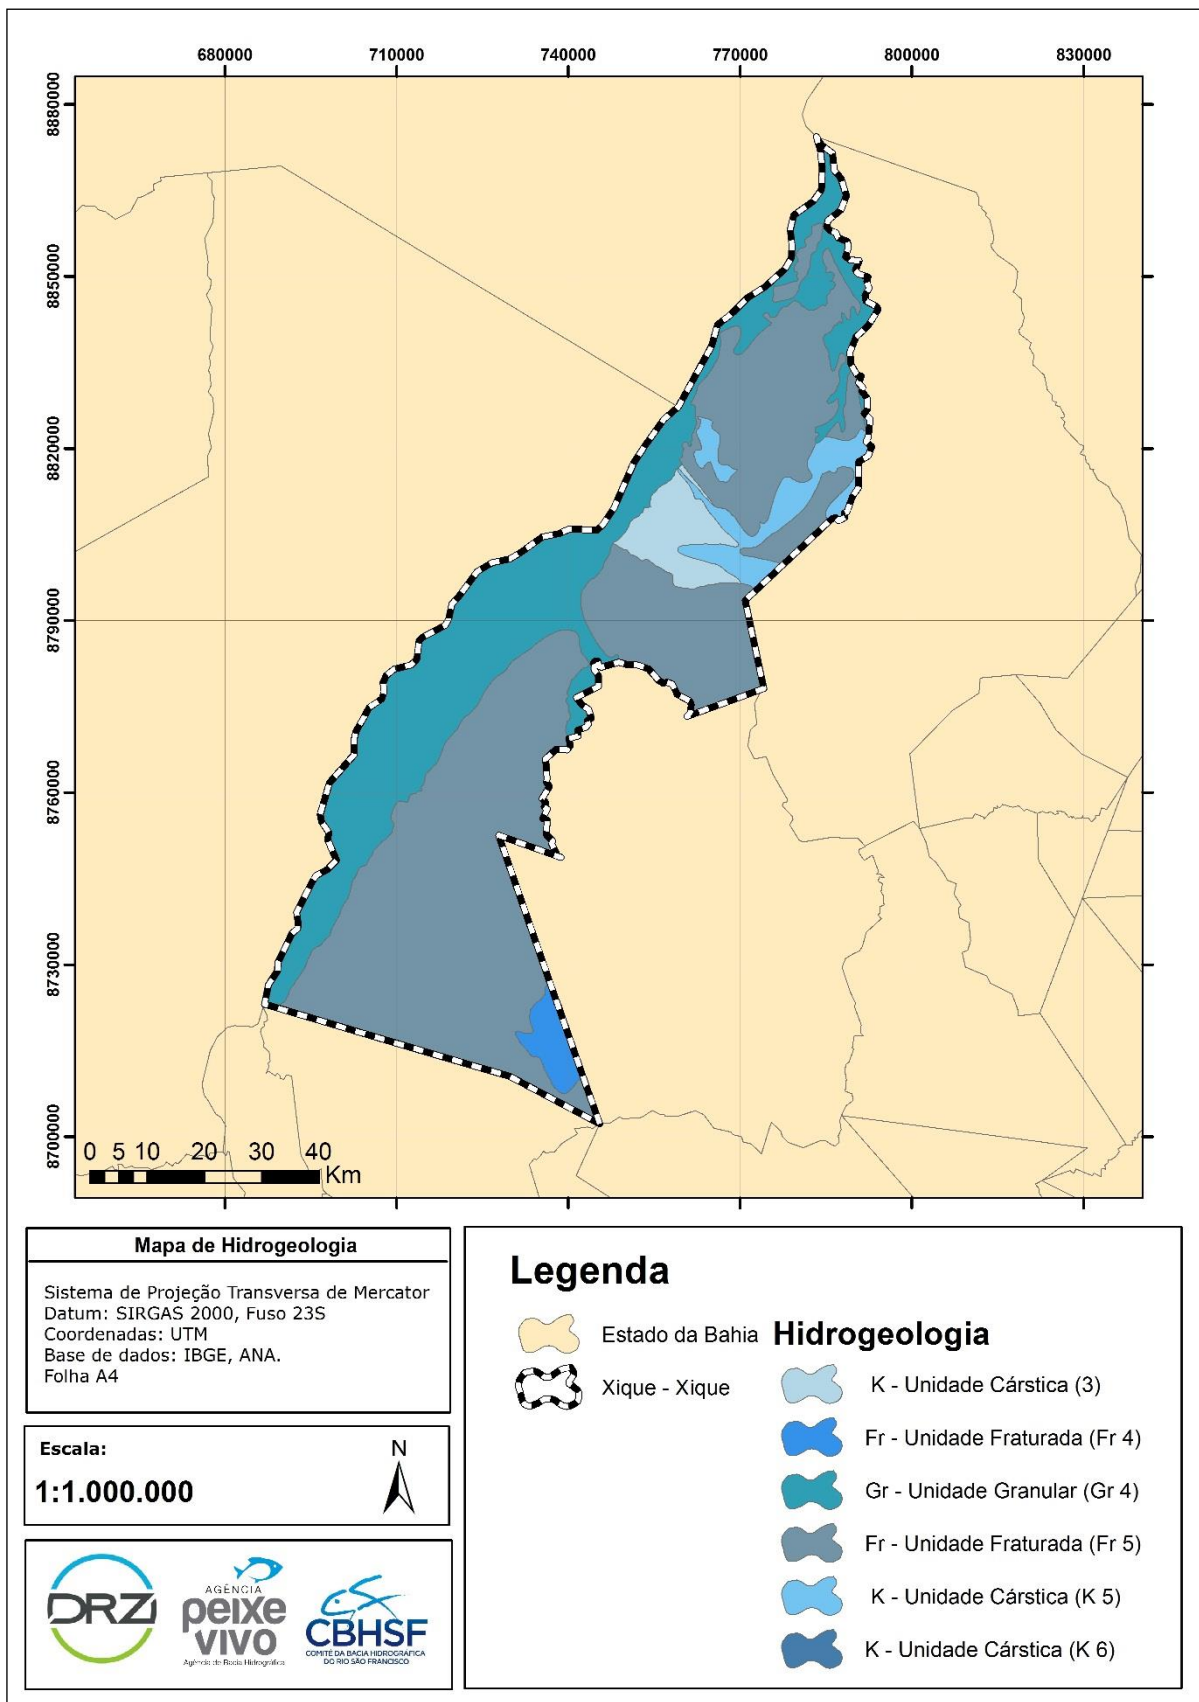 680000 710000 740000 770000 800000 830000
8880000
8850000
8820000
8790000
8760000
8730000
8700000
0 5 10 20 30 40
Km
Mapa de Hidrogeologia
Sistema de Projeção Transversa de Mercator
Datum: SIRGAS 2000, Fuso 23S
Coordenadas: UTM
Base de dados: IBGE, ANA.
Folha A4
Escala:
1:1.000.000
N
DRZ
AGÊNCIA
peixe
vivo
Agência de Bacia Hidrográfica
CBHSF
COMITÊ DA BACIA HIDROGRÁFICA
DO RIO SÃO FRANCISCO
Legenda
Estado da Bahia
Xique - Xique
Hidrogeologia
K - Unidade Cárstica (3)
Fr - Unidade Fraturada (Fr 4)
Gr - Unidade Granular (Gr 4)
Fr - Unidade Fraturada (Fr 5)
K - Unidade Cárstica (K 5)
K - Unidade Cárstica (K 6)